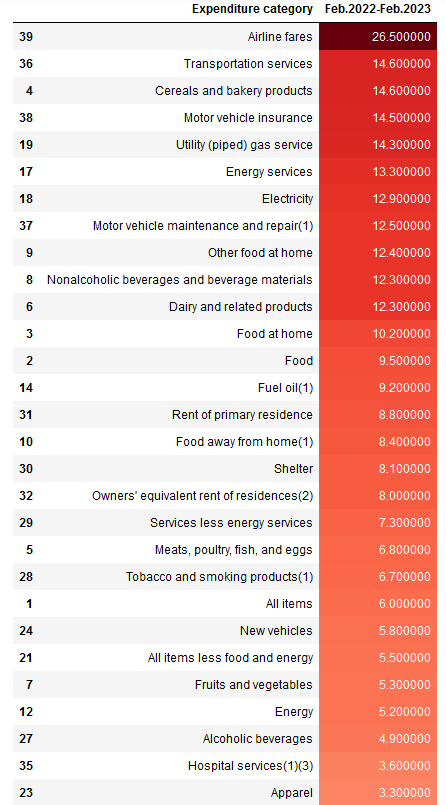 Expenditure category Feb.2022-Feb.2023
39 Airline fares 26.500000
36 Transportation services 14.600000
4 Cereals and bakery products 14.600000
38 Motor vehicle insurance 14.500000
19 Utility (piped) gas service 14.300000
17 Energy services 13.300000
18 Electricity 12.900000
37 Motor vehicle maintenance and repair(1) 12.500000
9 Other food at home 12.400000
8 Nonalcoholic beverages and beverage materials 12.300000
6 Dairy and related products 12.300000
3 Food at home 10.200000
2 Food 9.500000
14 Fuel oil(1) 9.200000
31 Rent of primary residence 8.800000
10 Food away from home(1) 8.400000
30 Shelter 8.100000
32 Owners' equivalent rent of residences(2) 8.000000
29 Services less energy services 7.300000
5 Meats, poultry, fish, and eggs 6.800000
28 Tobacco and smoking products(1) 6.700000
1 All items 6.000000
24 New vehicles 5.800000
21 All items less food and energy 5.500000
7 Fruits and vegetables 5.300000
12 Energy 5.200000
27 Alcoholic beverages 4.900000
35 Hospital services(1)(3) 3.600000
23 Apparel 3.300000